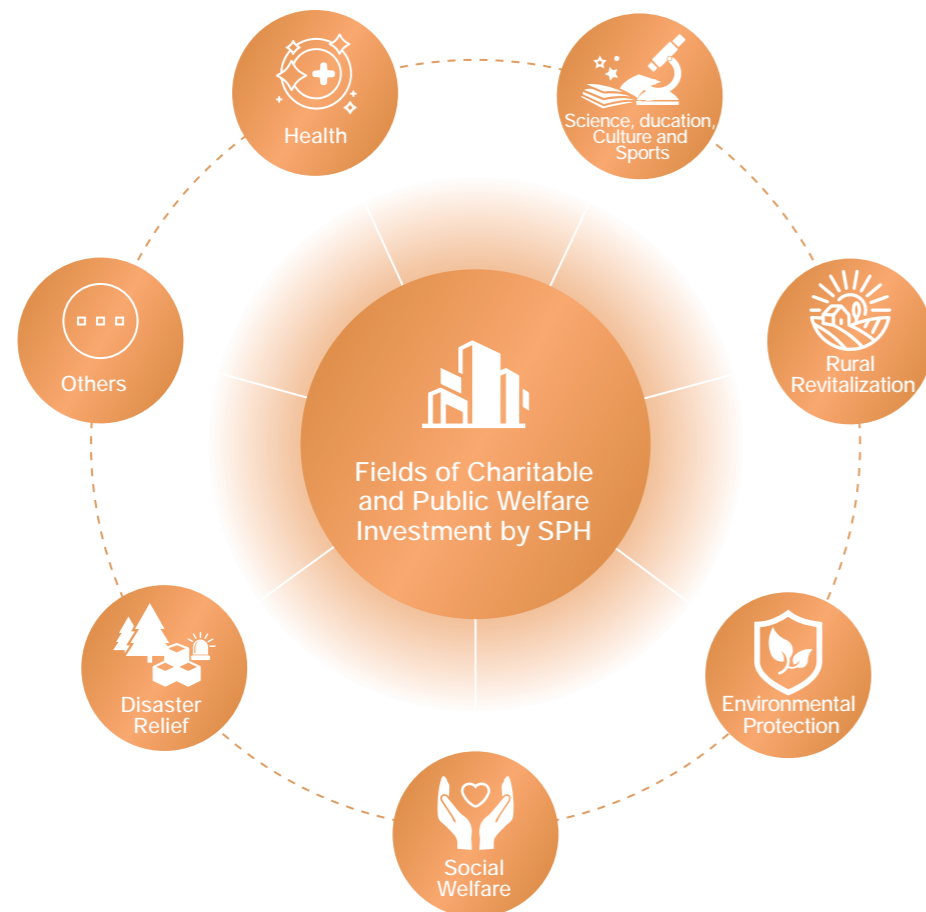 Health
Science, ducation,
Culture and
Sports
Others
Rural
Revitalization
Fields of Charitable
and Public Welfare
Investment by SPH
Disaster
Relief
Environmental
Protection
Social
Welfare